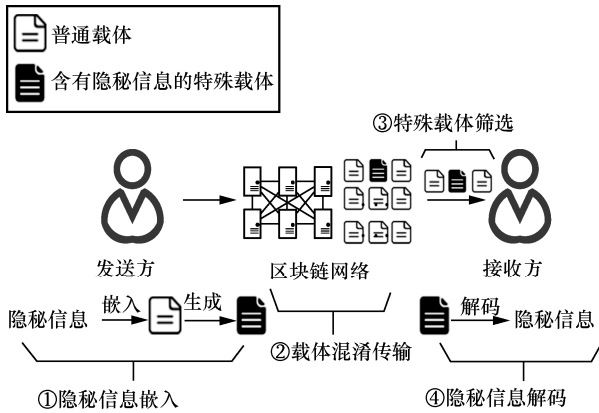 普通载体
含有隐秘信息的特殊载体
③特殊载体筛选
发送方
区块链网络
接收方
隐秘信息
嵌入
生成
解码
隐秘信息
②载体混淆传输
①隐秘信息嵌入
④隐秘信息解码